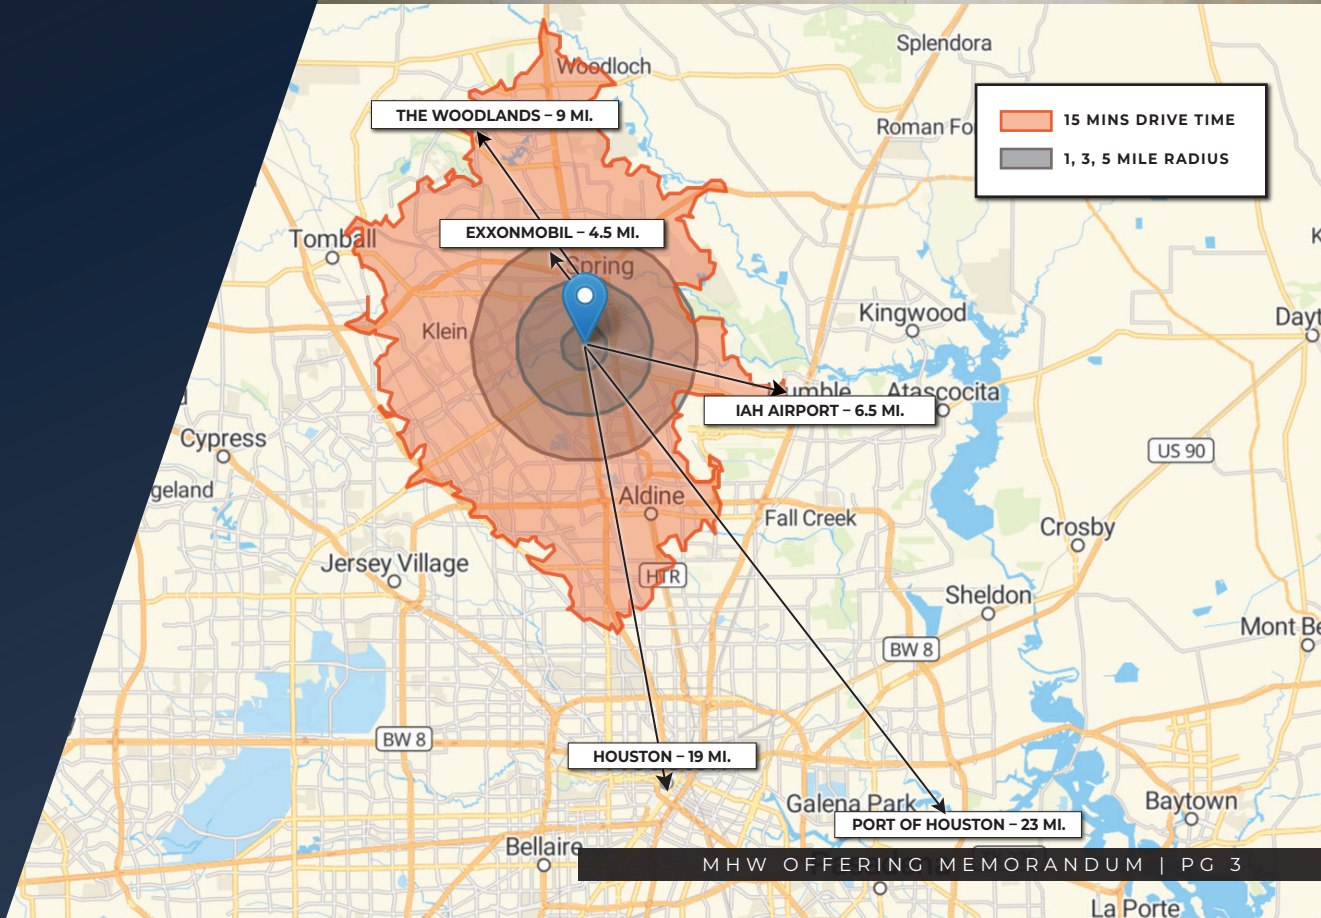 Splendora
Woodloch
THE WOODLANDS – 9 MI.
15 MINS DRIVE TIME
Roman Fo
1, 3, 5 MILE RADIUS
EXXONMOBIL – 4.5 MI.
Tomball
Spring
Kingwood
Dayt
Klein
umble
Atascocita
IAH AIRPORT – 6.5 MI.
Cypress
US 90
geland
Aldine
Fall Creek
Crosby
Jersey Village
HTR
Sheldon
Mont Be
BW 8
BW 8
HOUSTON – 19 MI.
Galena Park
Baytown
PORT OF HOUSTON – 23 MI.
Bellaire
MHW OFFERING MEMORANDUM | PG 3
La Porte